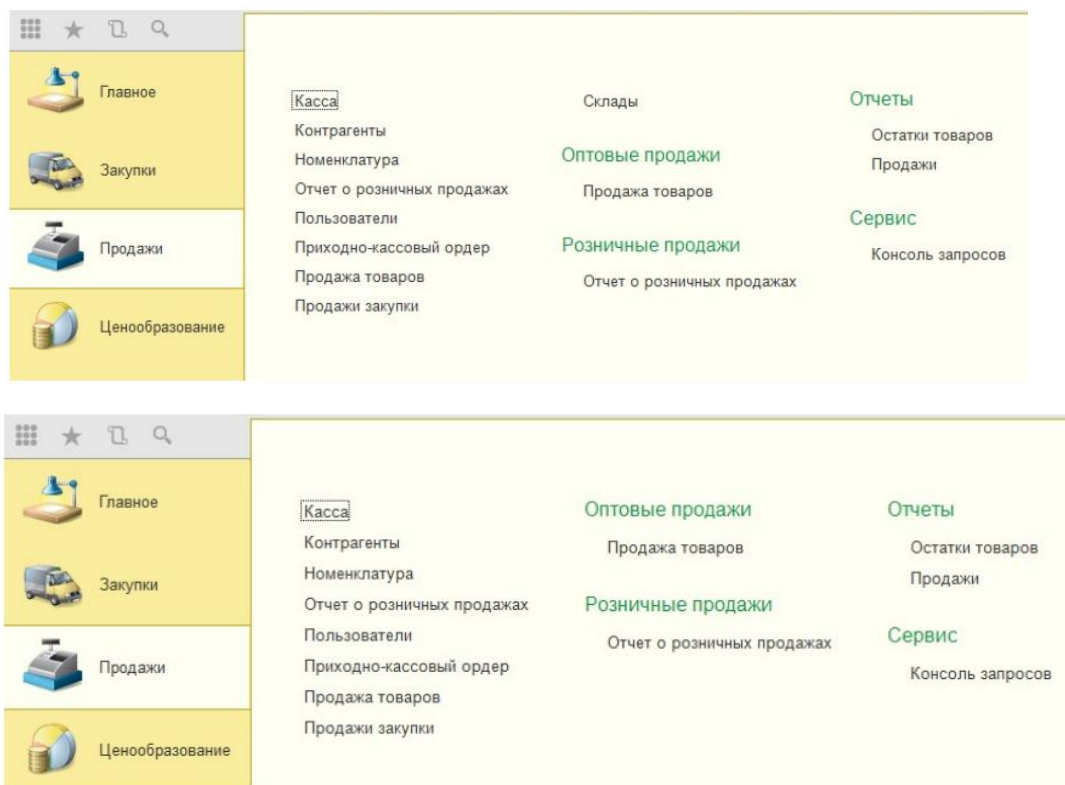 Главное
Закупки
Продажи
Ценообразование
Касса
Контрагенты
Номенклатура
Отчет о розничных продажах
Пользователи
Приходно-кассовый ордер
Продажа товаров
Продажи закупки
Склады
Оптовые продажи
Продажа товаров
Розничные продажи
Отчет о розничных продажах
Отчеты
Остатки товаров
Продажи
Сервис
Консоль запросов
Главное
Закупки
Продажи
Ценообразование
Касса
Контрагенты
Номенклатура
Отчет о розничных продажах
Пользователи
Приходно-кассовый ордер
Продажа товаров
Продажи закупки
Оптовые продажи
Продажа товаров
Розничные продажи
Отчет о розничных продажах
Отчеты
Остатки товаров
Продажи
Сервис
Консоль запросов